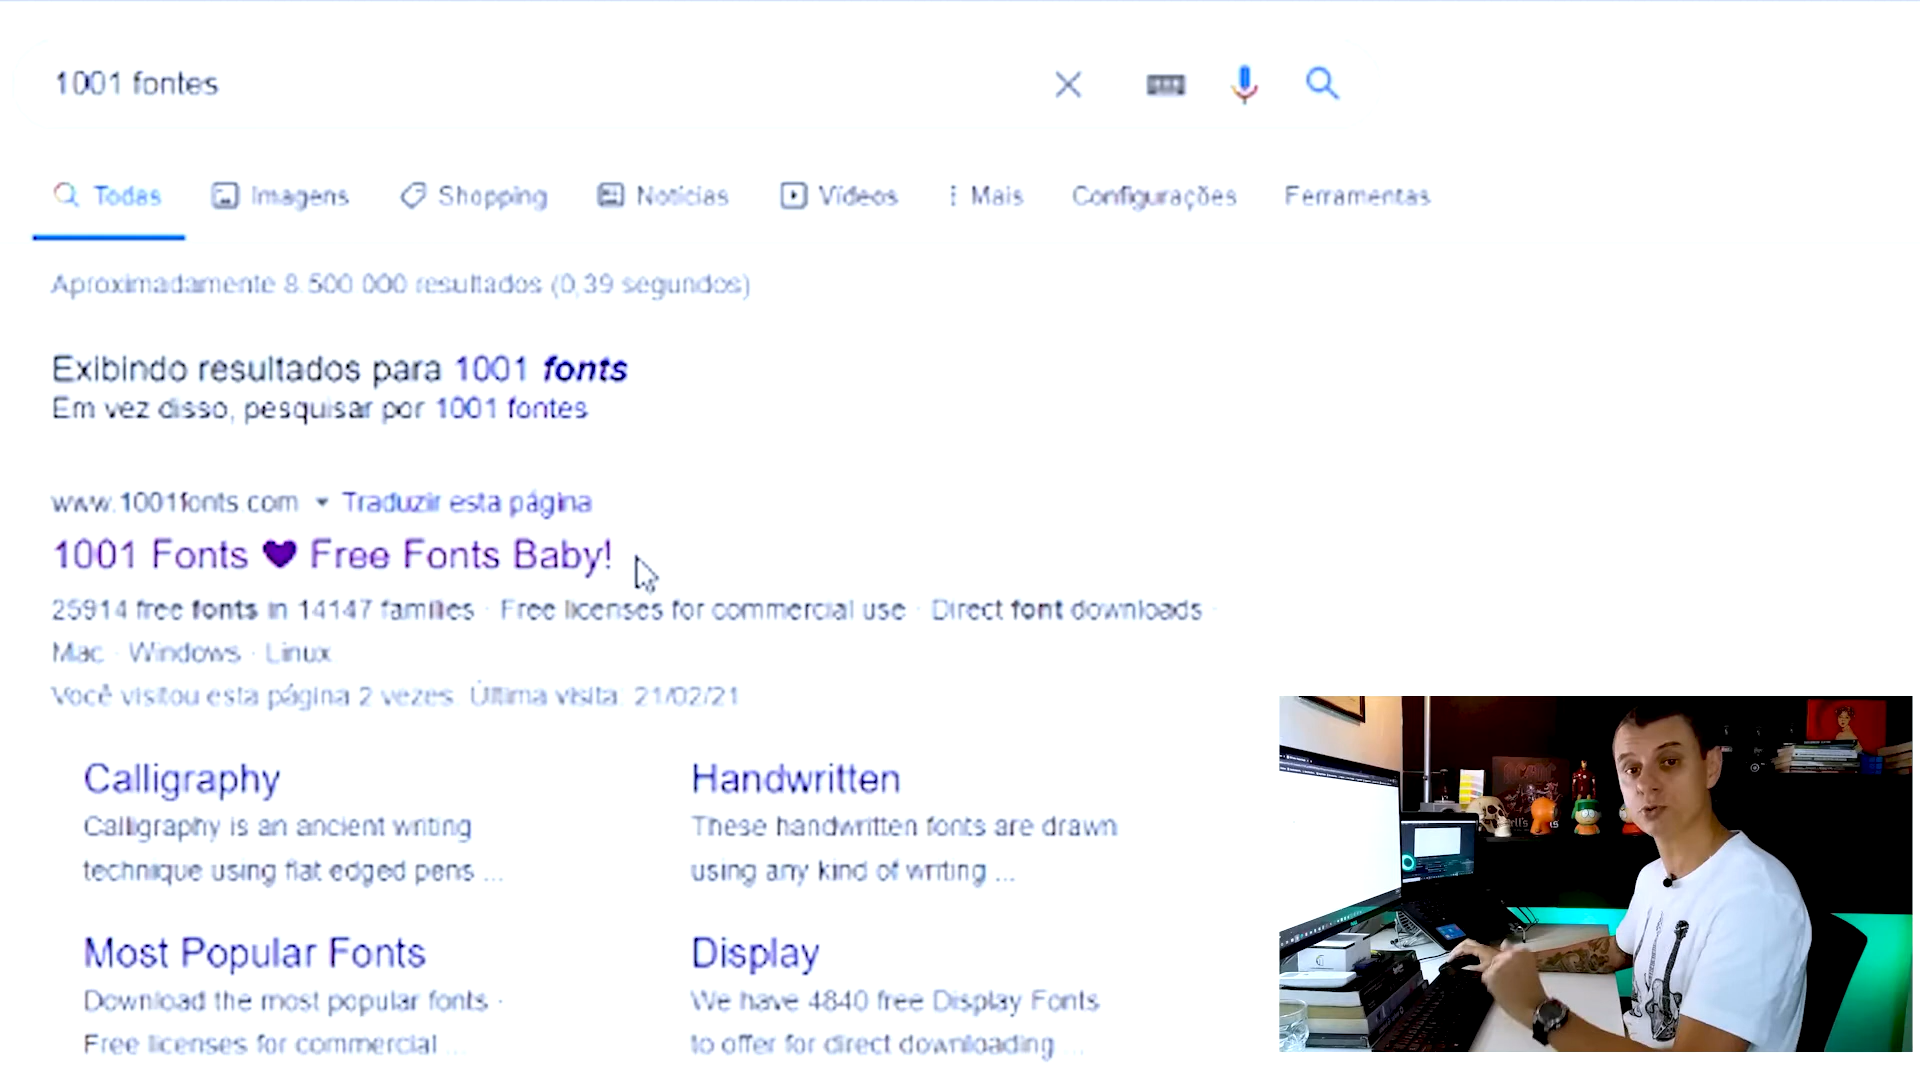 1001 fontes
Todas Imagens Shopping Notícias Vídeos Mais Configurações Ferramentas
Aproximadamente 8.500.000 resultados (0,39 segundos)
Exibindo resultados para 1001 fonts
Em vez disso, pesquisar por 1001 fontes
www.1001fonts.com ▾ Traduzir esta página
1001 Fonts ♥ Free Fonts Baby!
25914 free fonts in 14147 families · Free licenses for commercial use · Direct font downloads ·
Mac · Windows · Linux
Você visitou esta página 2 vezes. Última visita: 21/02/21
Calligraphy
Calligraphy is an ancient writing
technique using flat edged pens ...
Handwritten
These handwritten fonts are drawn
using any kind of writing ...
Most Popular Fonts
Download the most popular fonts ·
Free licenses for commercial ...
Display
We have 4840 free Display Fonts
to offer for direct downloading ...